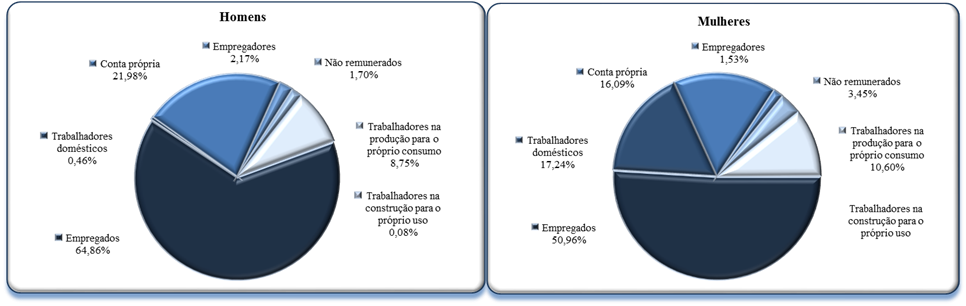 Homens
Empregadores
2,17%
Conta própria
21,98%
Não remunerados
1,70%
Trabalhadores
domésticos
0,46%
Trabalhadores na
produção para o
próprio consumo
8,75%
Trabalhadores na
construção para o
próprio uso
0,08%
Empregados
64,86%
Mulheres
Empregadores
1,53%
Conta própria
16,09%
Não remunerados
3,45%
Trabalhadores
domésticos
17,24%
Trabalhadores na
produção para o
próprio consumo
10,60%
Trabalhadores na
construção para o
próprio uso
Empregados
50,96%